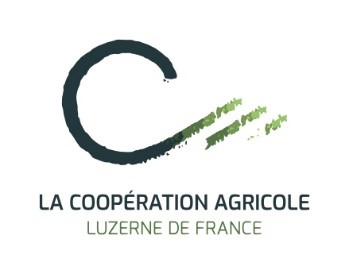 LA COOPÉRATION AGRICOLE
LUZERNE DE FRANCE